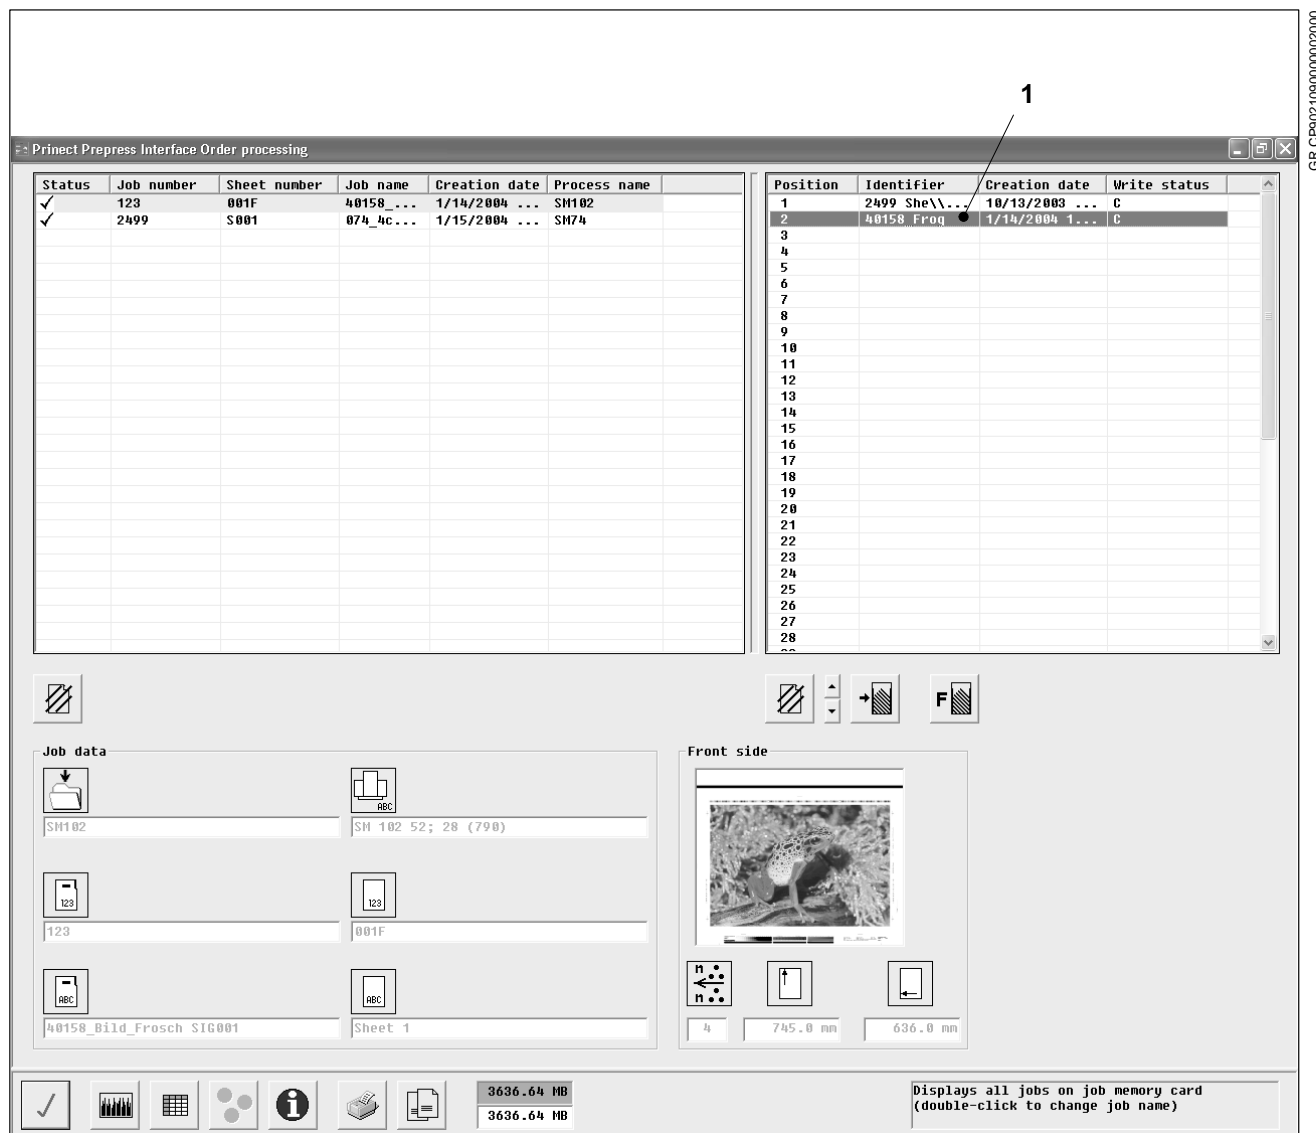 GR.CP90210900000002000
1
Prinect Prepress Interface Order processing
Status Job number Sheet number Job name Creation date Process name
123 001F 40158_... 1/14/2004 ... SM102
2499 S001 074_4c... 1/15/2004 ... SM74
Position Identifier Creation date Write status
1 2499 She\\... 10/13/2003 ... C
2 40158 Frog 1/14/2004 1... C
3
4
5
6
7
8
9
10
11
12
13
14
15
16
17
18
19
20
21
22
23
24
25
26
27
28
F
Job data
ABC
SM102 SM 102 52; 28 (790)
123 123
123 001F
ABC ABC
40158_Bild_Frosch SIG001 Sheet 1
Front side
n
n
4 745.0 mm 636.0 mm
3636.64 MB
3636.64 MB
Displays all jobs on job memory card
(double-click to change job name)